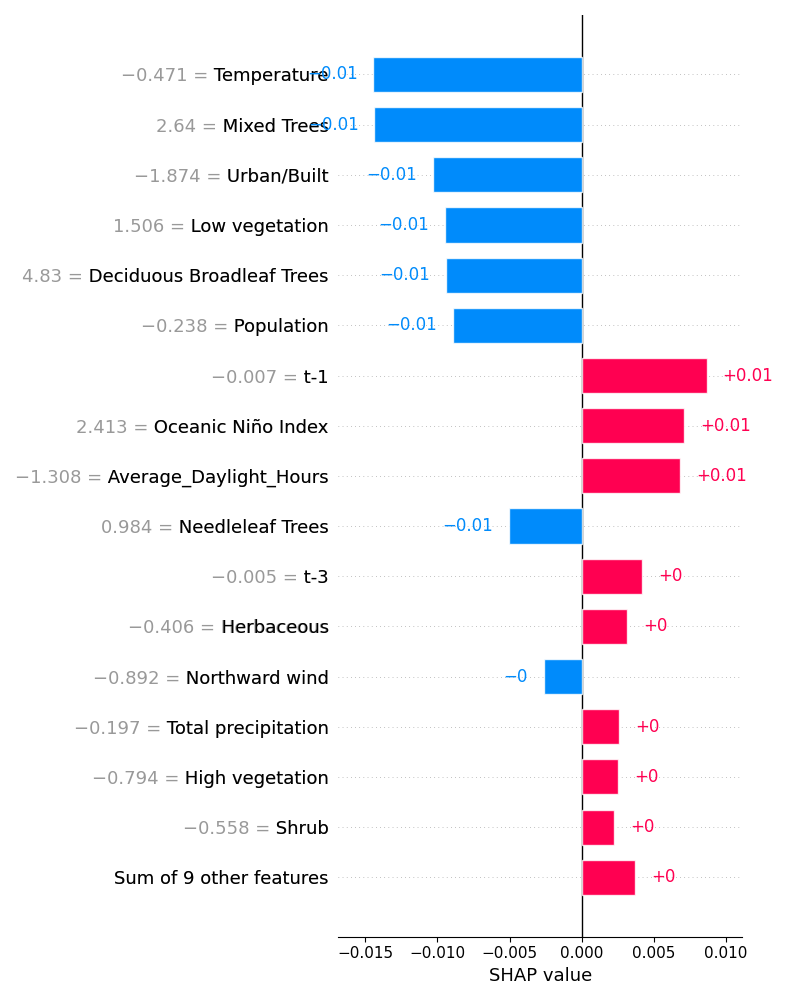 −0.471 = Temperature −0.01
2.64 = Mixed Trees −0.01
−1.874 = Urban/Built −0.01
1.506 = Low vegetation −0.01
4.83 = Deciduous Broadleaf Trees −0.01
−0.238 = Population −0.01
−0.007 = t-1 +0.01
2.413 = Oceanic Niño Index +0.01
−1.308 = Average_Daylight_Hours +0.01
0.984 = Needleleaf Trees −0.01
−0.005 = t-3 +0
−0.406 = Herbaceous +0
−0.892 = Northward wind −0
−0.197 = Total precipitation +0
−0.794 = High vegetation +0
−0.558 = Shrub +0
Sum of 9 other features +0
−0.015 −0.010 −0.005 0.000 0.005 0.010
SHAP value